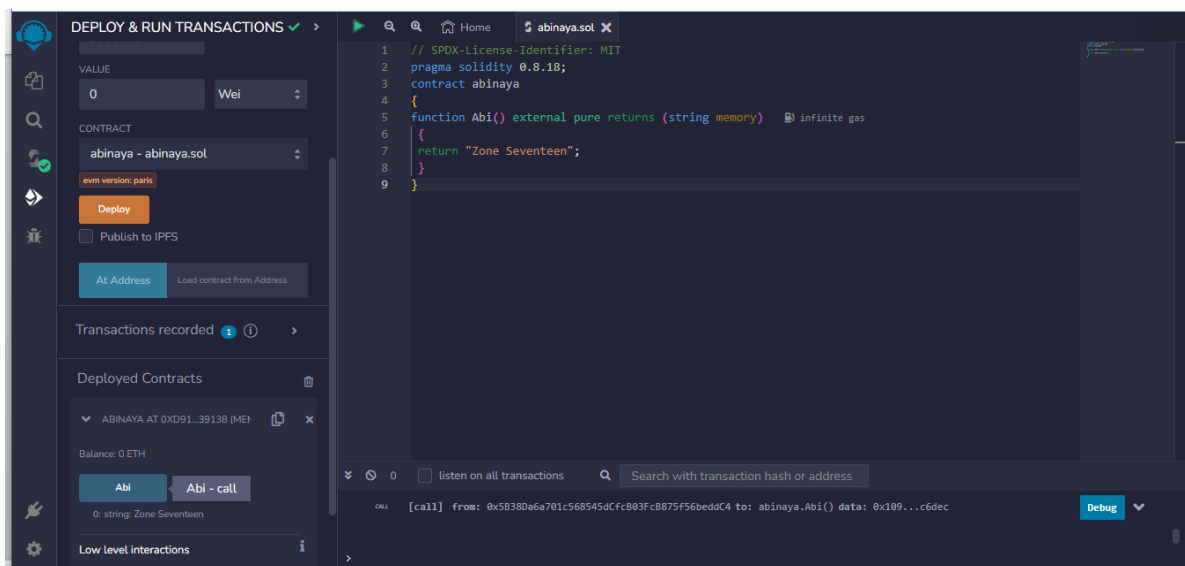 DEPLOY & RUN TRANSACTIONS
VALUE
0 Wei
CONTRACT
abinaya - abinaya.sol
evm version: paris
Deploy
Publish to IPFS
At Address Load contract from Address
Transactions recorded 1 i
Deployed Contracts
ABINAYA AT 0XD91...39138 (MEM
Balance: 0 ETH
Abi Abi - call
0: string: Zone Seventeen
Low level interactions i
Home abinaya.sol
1 // SPDX-License-Identifier: MIT
2 pragma solidity 0.8.18;
3 contract abinaya
4 {
5 function Abi() external pure returns (string memory) infinite gas
6 {
7 return "Zone Seventeen";
8 }
9 }
0 listen on all transactions Search with transaction hash or address
CALL [call] from: 0x5B38Da6a701c568545dCfcB03FcB875f56beddC4 to: abinaya.Abi() data: 0x109...c6dec Debug
>